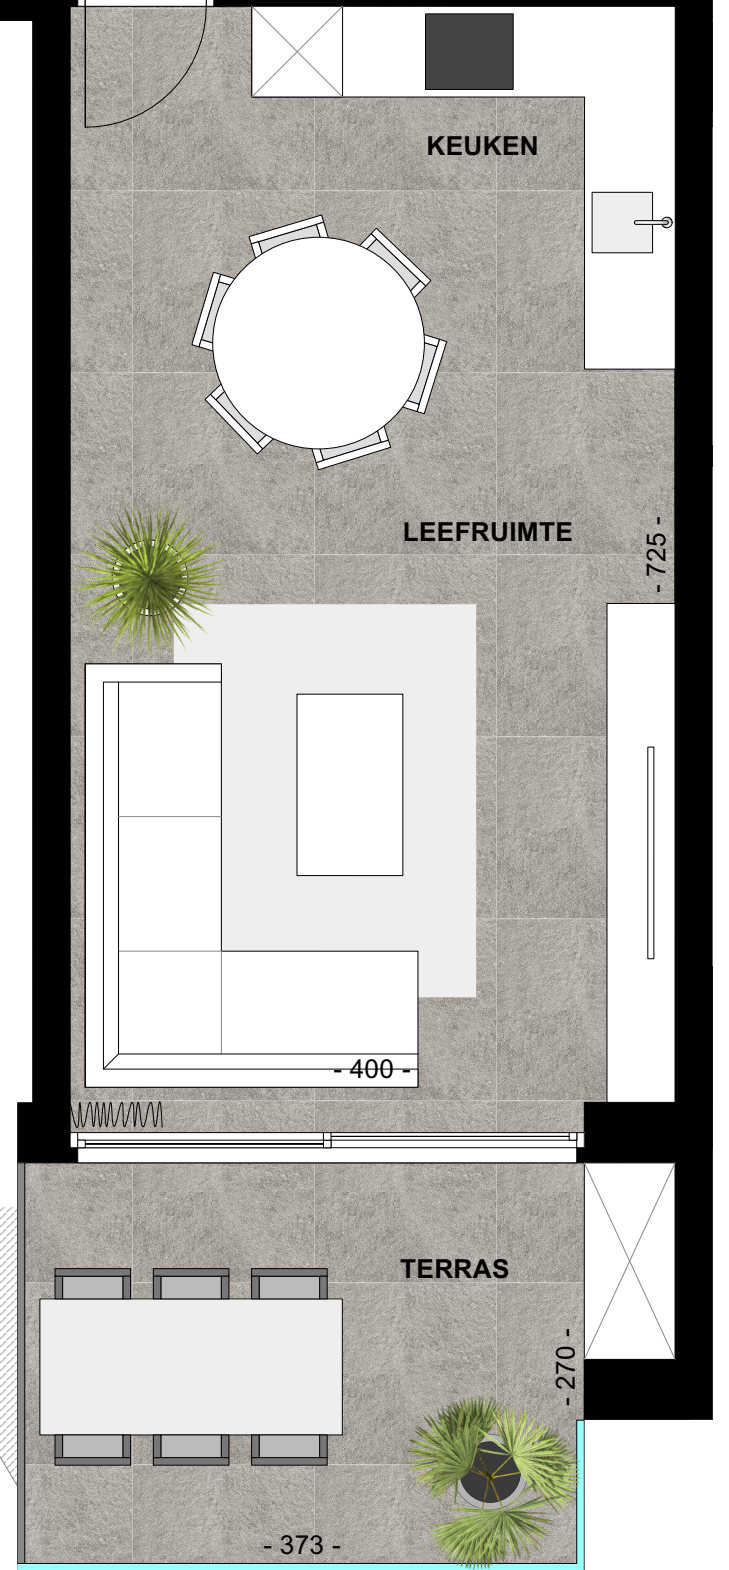 KEUKEN
LEEFRUIMTE
- 725 -
- 400 -
TERRAS
- 270 -
- 373 -